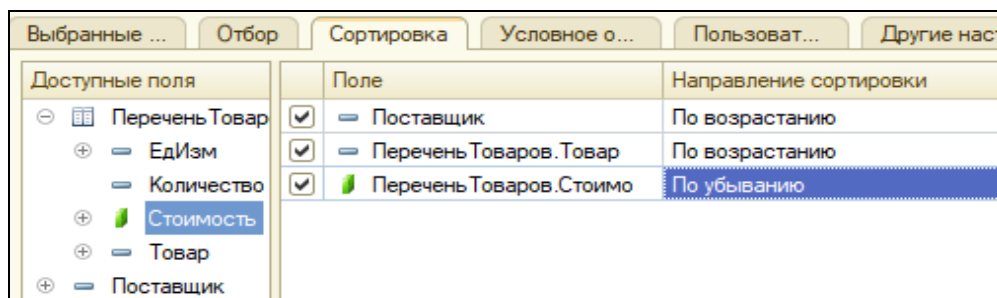 Выбранные ... Отбор Сортировка Условное о... Пользоват... Другие нас
Доступные поля Поле Направление сортировки
ПереченьТовар Поставщик По возрастанию
ЕдИзм ПереченьТоваров.Товар По возрастанию
Количество ПереченьТоваров.Стоимо По убыванию
Стоимость
Товар
Поставщик